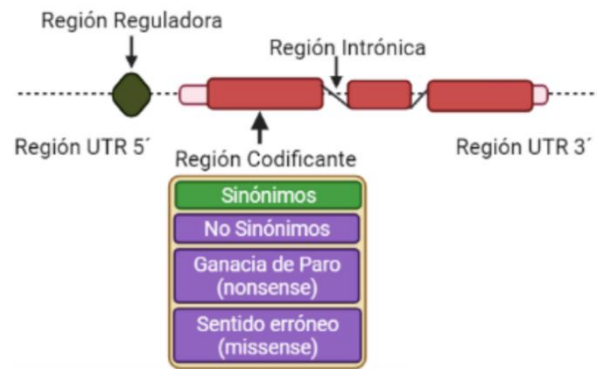 Región Reguladora
Región Intrónica
Región UTR 5´
Región Codificante
Región UTR 3´
Sinónimos
No Sinónimos
Ganacia de Paro
(nonsense)
Sentido erróneo
(missense)